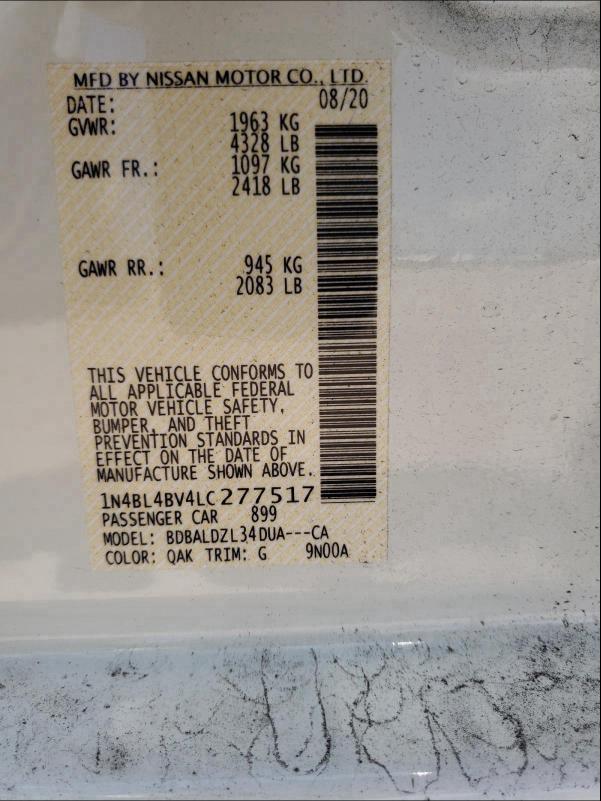 MFD BY NISSAN MOTOR CO., LTD.
DATE: 08/20
GVWR: 1963 KG
4328 LB
GAWR FR.: 1097 KG
2418 LB
GAWR RR.: 945 KG
2083 LB
THIS VEHICLE CONFORMS TO
ALL APPLICABLE FEDERAL
MOTOR VEHICLE SAFETY,
BUMPER, AND THEFT
PREVENTION STANDARDS IN
EFFECT ON THE DATE OF
MANUFACTURE SHOWN ABOVE.
1N4BL4BV4LC277517
PASSENGER CAR 899
MODEL: BDBALDZL34DUA---CA
COLOR: QAK TRIM: G 9N00A